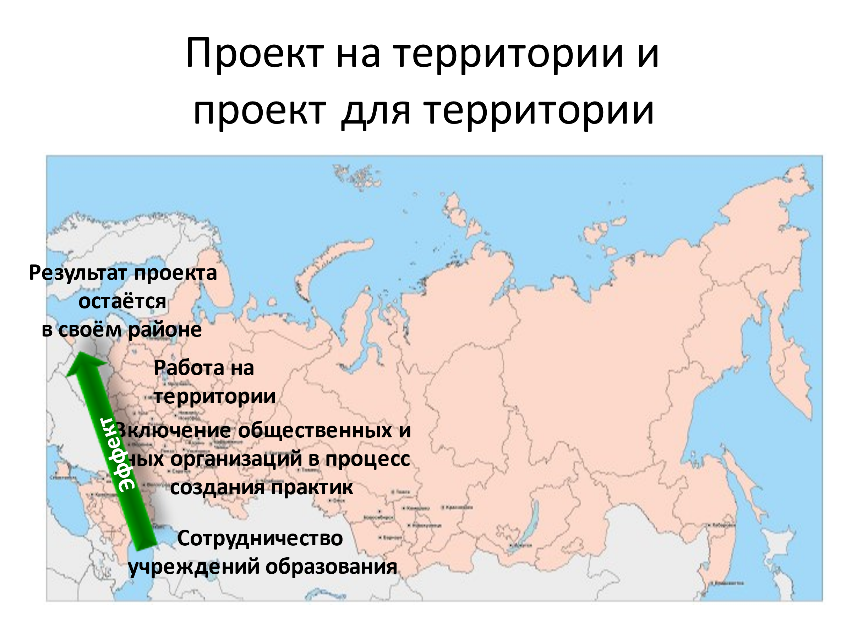 Проект на территории и
проект для территории
Результат проекта
остаётся
в своём районе
Работа на
территории
Включение общественных и
ных организаций в процесс
создания практик
Эффект
Сотрудничество
учреждений образования